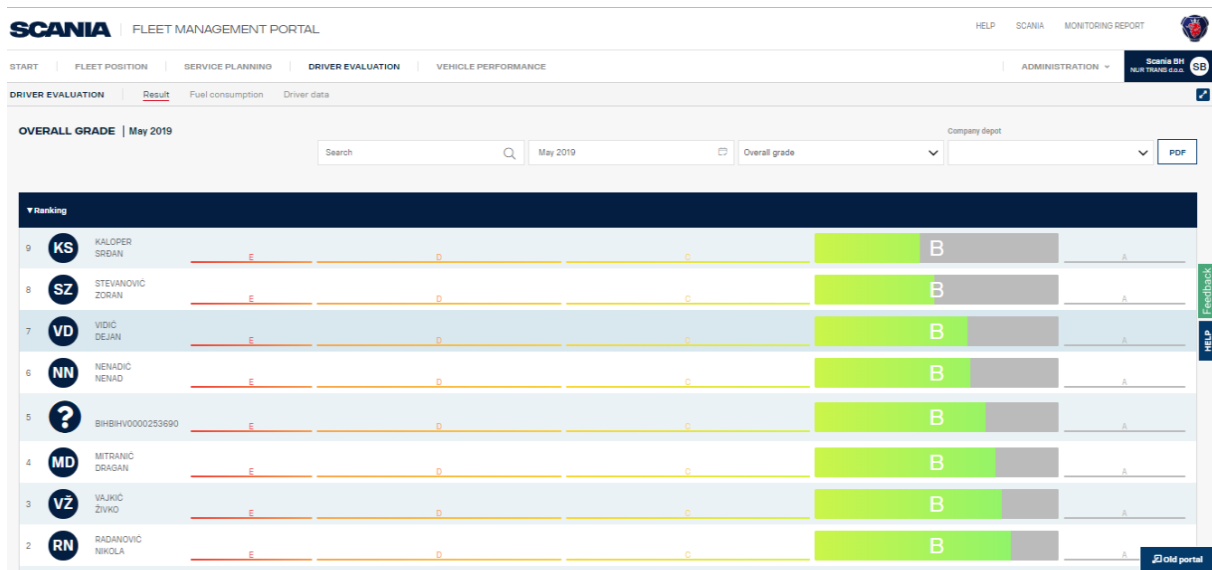 SCANIA FLEET MANAGEMENT PORTAL HELP SCANIA MONITORING REPORT
START FLEET POSITION SERVICE PLANNING DRIVER EVALUATION VEHICLE PERFORMANCE ADMINISTRATION Scania BH
NUR TRANS d.o.o. SB
DRIVER EVALUATION Result Fuel consumption Driver data
OVERALL GRADE | May 2019
Company depot
Search May 2019 Overall grade PDF
▼Ranking
9 KS KALOPER
SRĐAN E D C B A
8 SZ STEVANOVIĆ
ZORAN E D C B A
7 VD VIDIĆ
DEJAN E D C B A
6 NN NENADIĆ
NENAD E D C B A
5 ? BIHBIHV0000253690 E D C B A
4 MD MITRANIĆ
DRAGAN E D C B A
3 VŽ VAJKIĆ
ŽIVKO E D C B A
2 RN RADANOVIĆ
NIKOLA E D C B A
Feedback
HELP
Old portal